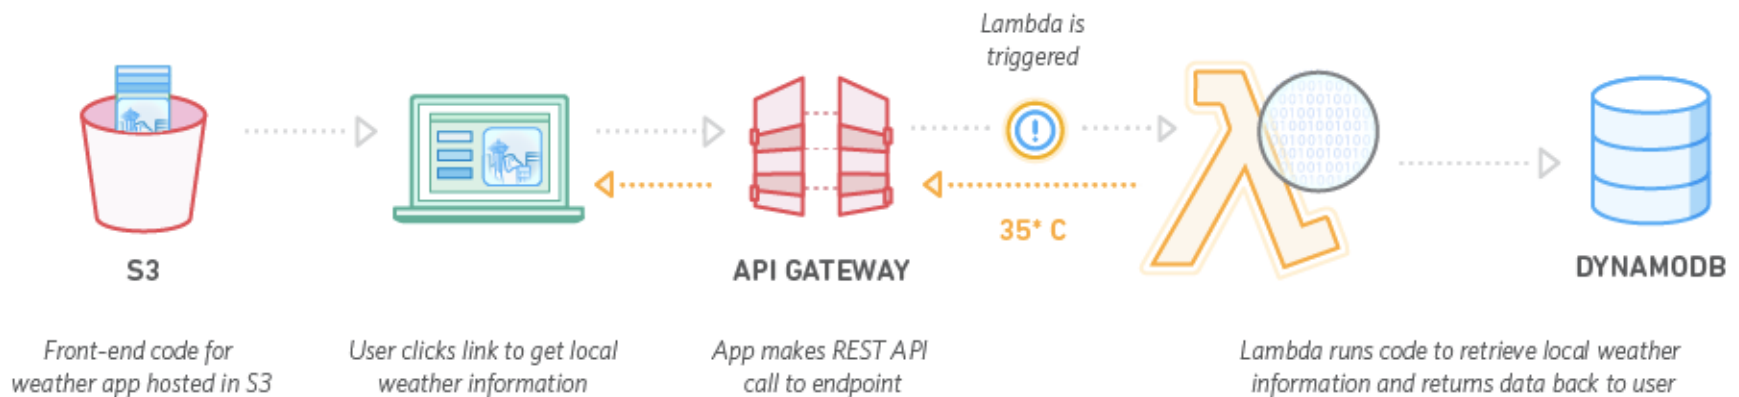 Lambda is
triggered
35* C
S3
API GATEWAY
DYNAMODB
Front-end code for
weather app hosted in S3
User clicks link to get local
weather information
App makes REST API
call to endpoint
Lambda runs code to retrieve local weather
information and returns data back to user